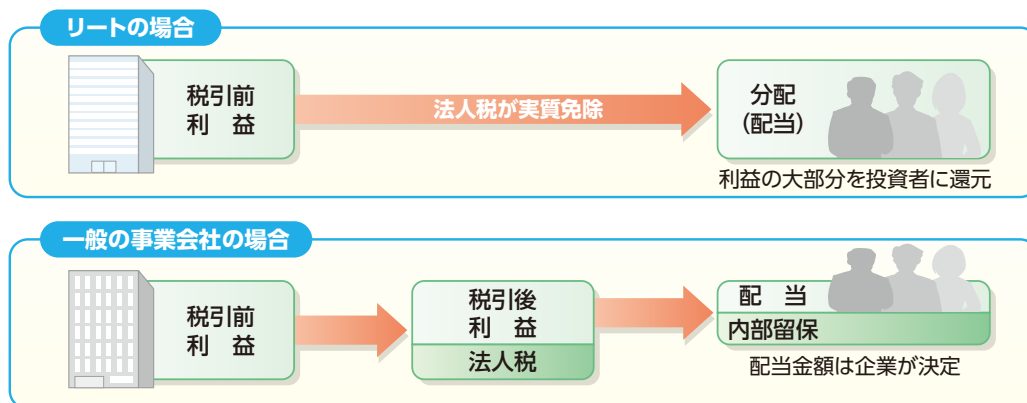 リートの場合
税引前
利　益
法人税が実質免除
分配
（配当）
利益の大部分を投資者に還元
一般の事業会社の場合
税引前
利　益
税引後
利　益
法人税
配　当
内部留保
配当金額は企業が決定